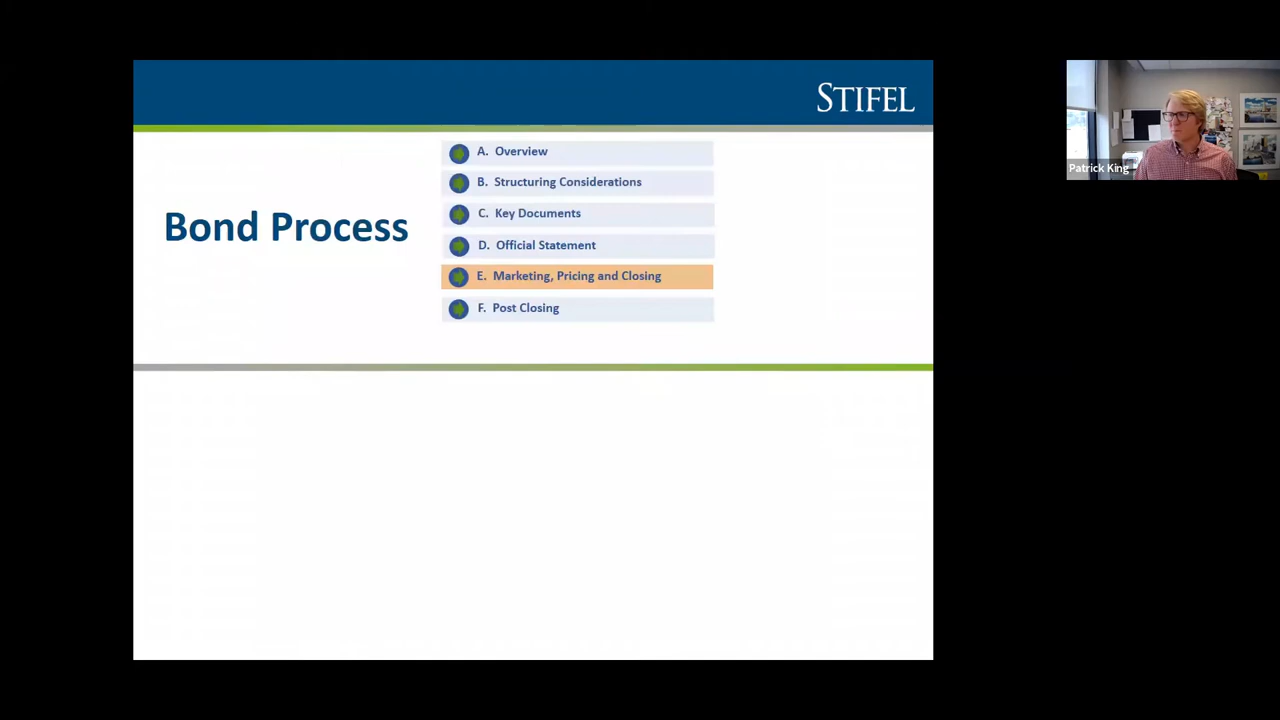 STIFEL
Bond Process
A. Overview
B. Structuring Considerations
C. Key Documents
D. Official Statement
E. Marketing, Pricing and Closing
F. Post Closing
Patrick King